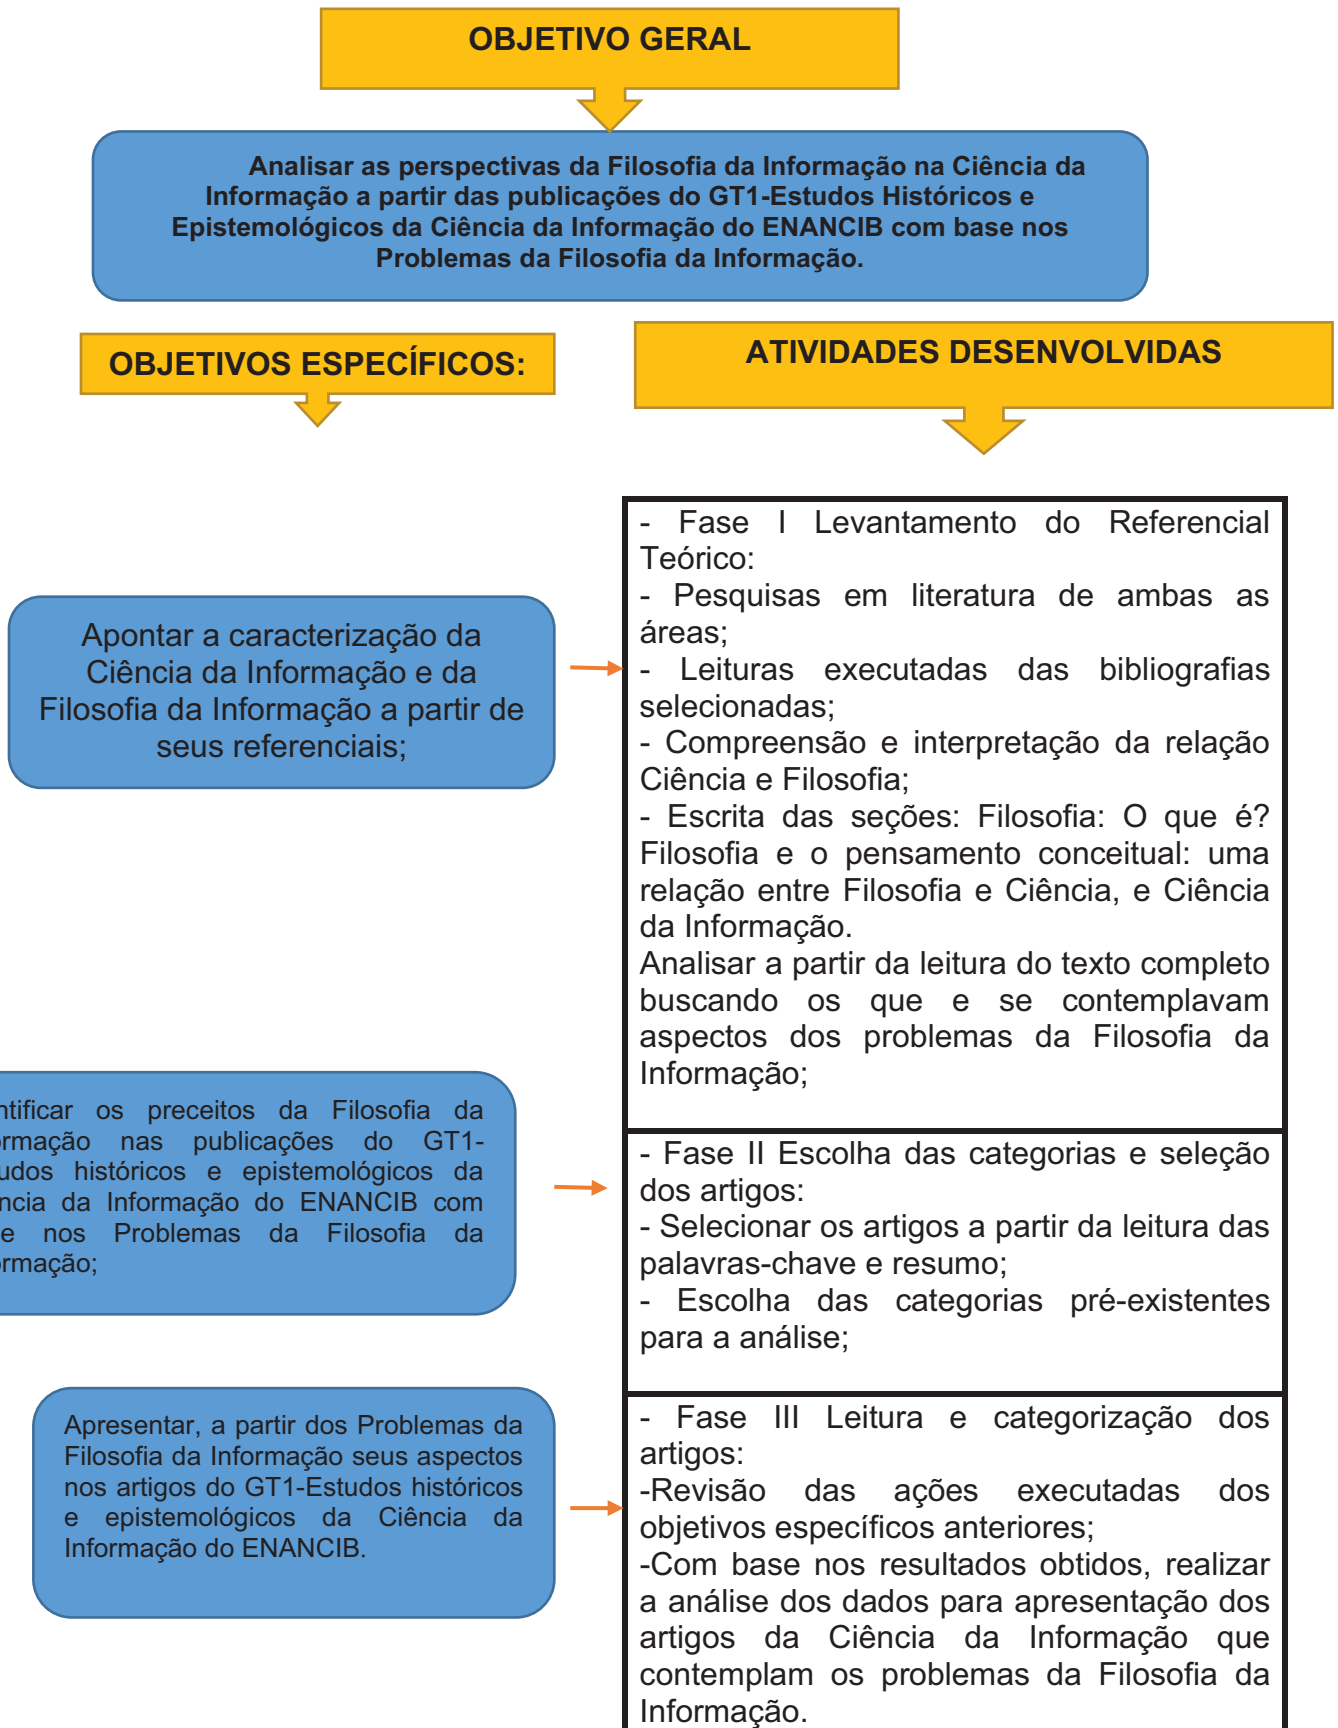 OBJETIVO GERAL
Analisar as perspectivas da Filosofia da Informação na Ciência da
Informação a partir das publicações do GT1-Estudos Históricos e
Epistemológicos da Ciência da Informação do ENANCIB com base nos
Problemas da Filosofia da Informação.
OBJETIVOS ESPECÍFICOS:
ATIVIDADES DESENVOLVIDAS
Apontar a caracterização da
Ciência da Informação e da
Filosofia da Informação a partir de
seus referenciais;
- Fase I Levantamento do Referencial
Teórico:
- Pesquisas em literatura de ambas as
áreas;
- Leituras executadas das bibliografias
selecionadas;
- Compreensão e interpretação da relação
Ciência e Filosofia;
- Escrita das seções: Filosofia: O que é?
Filosofia e o pensamento conceitual: uma
relação entre Filosofia e Ciência, e Ciência
da Informação.
Analisar a partir da leitura do texto completo
buscando os que e se contemplavam
aspectos dos problemas da Filosofia da
Informação;
os preceitos da Filosofia da
nas publicações do GT1-
históricos e epistemológicos da
da Informação do ENANCIB com
nos Problemas da Filosofia da
- Fase II Escolha das categorias e seleção
dos artigos:
- Selecionar os artigos a partir da leitura das
palavras-chave e resumo;
- Escolha das categorias pré-existentes
para a análise;
Apresentar, a partir dos Problemas da
Filosofia da Informação seus aspectos
nos artigos do GT1-Estudos históricos
e epistemológicos da Ciência da
Informação do ENANCIB.
- Fase III Leitura e categorização dos
artigos:
-Revisão das ações executadas dos
objetivos específicos anteriores;
-Com base nos resultados obtidos, realizar
a análise dos dados para apresentação dos
artigos da Ciência da Informação que
contemplam os problemas da Filosofia da
Informação.